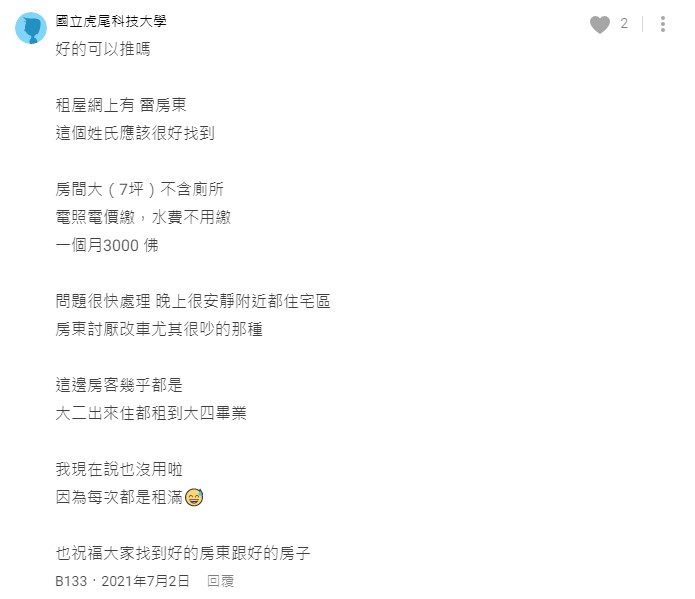 國立虎尾科技大學
2
好的可以推嗎
租屋網上有 雷房東
這個姓氏應該很好找到
房間大（7坪）不含廁所
電照電價繳，水費不用繳
一個月3000 佛
問題很快處理 晚上很安靜附近都住宅區
房東討厭改車尤其很吵的那種
這邊房客幾乎都是
大二出來住都租到大四畢業
我現在說也沒用啦
因為每次都是租滿😅
也祝福大家找到好的房東跟好的房子
B133・2021年7月2日 回覆